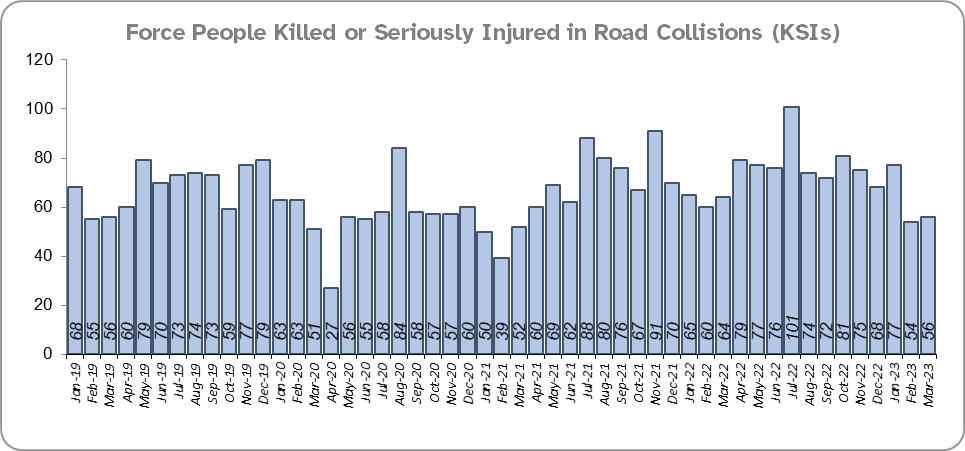 Force People Killed or Seriously Injured in Road Collisions (KSIs)
120
100
80
60
40
20
0
68 55 56 60 79 70 73 74 73 59 77 79 63 63 51 27 56 55 58 84 58 57 57 60 50 39 52 60 69 62 88 80 76 67 91 70 65 60 64 79 77 76 101 74 72 81 75 68 77 54 56
Jan-19 Feb-19 Mar-19 Apr-19 May-19 Jun-19 Jul-19 Aug-19 Sep-19 Oct-19 Nov-19 Dec-19 Jan-20 Feb-20 Mar-20 Apr-20 May-20 Jun-20 Jul-20 Aug-20 Sep-20 Oct-20 Nov-20 Dec-20 Jan-21 Feb-21 Mar-21 Apr-21 May-21 Jun-21 Jul-21 Aug-21 Sep-21 Oct-21 Nov-21 Dec-21 Jan-22 Feb-22 Mar-22 Apr-22 May-22 Jun-22 Jul-22 Aug-22 Sep-22 Oct-22 Nov-22 Dec-22 Jan-23 Feb-23 Mar-23